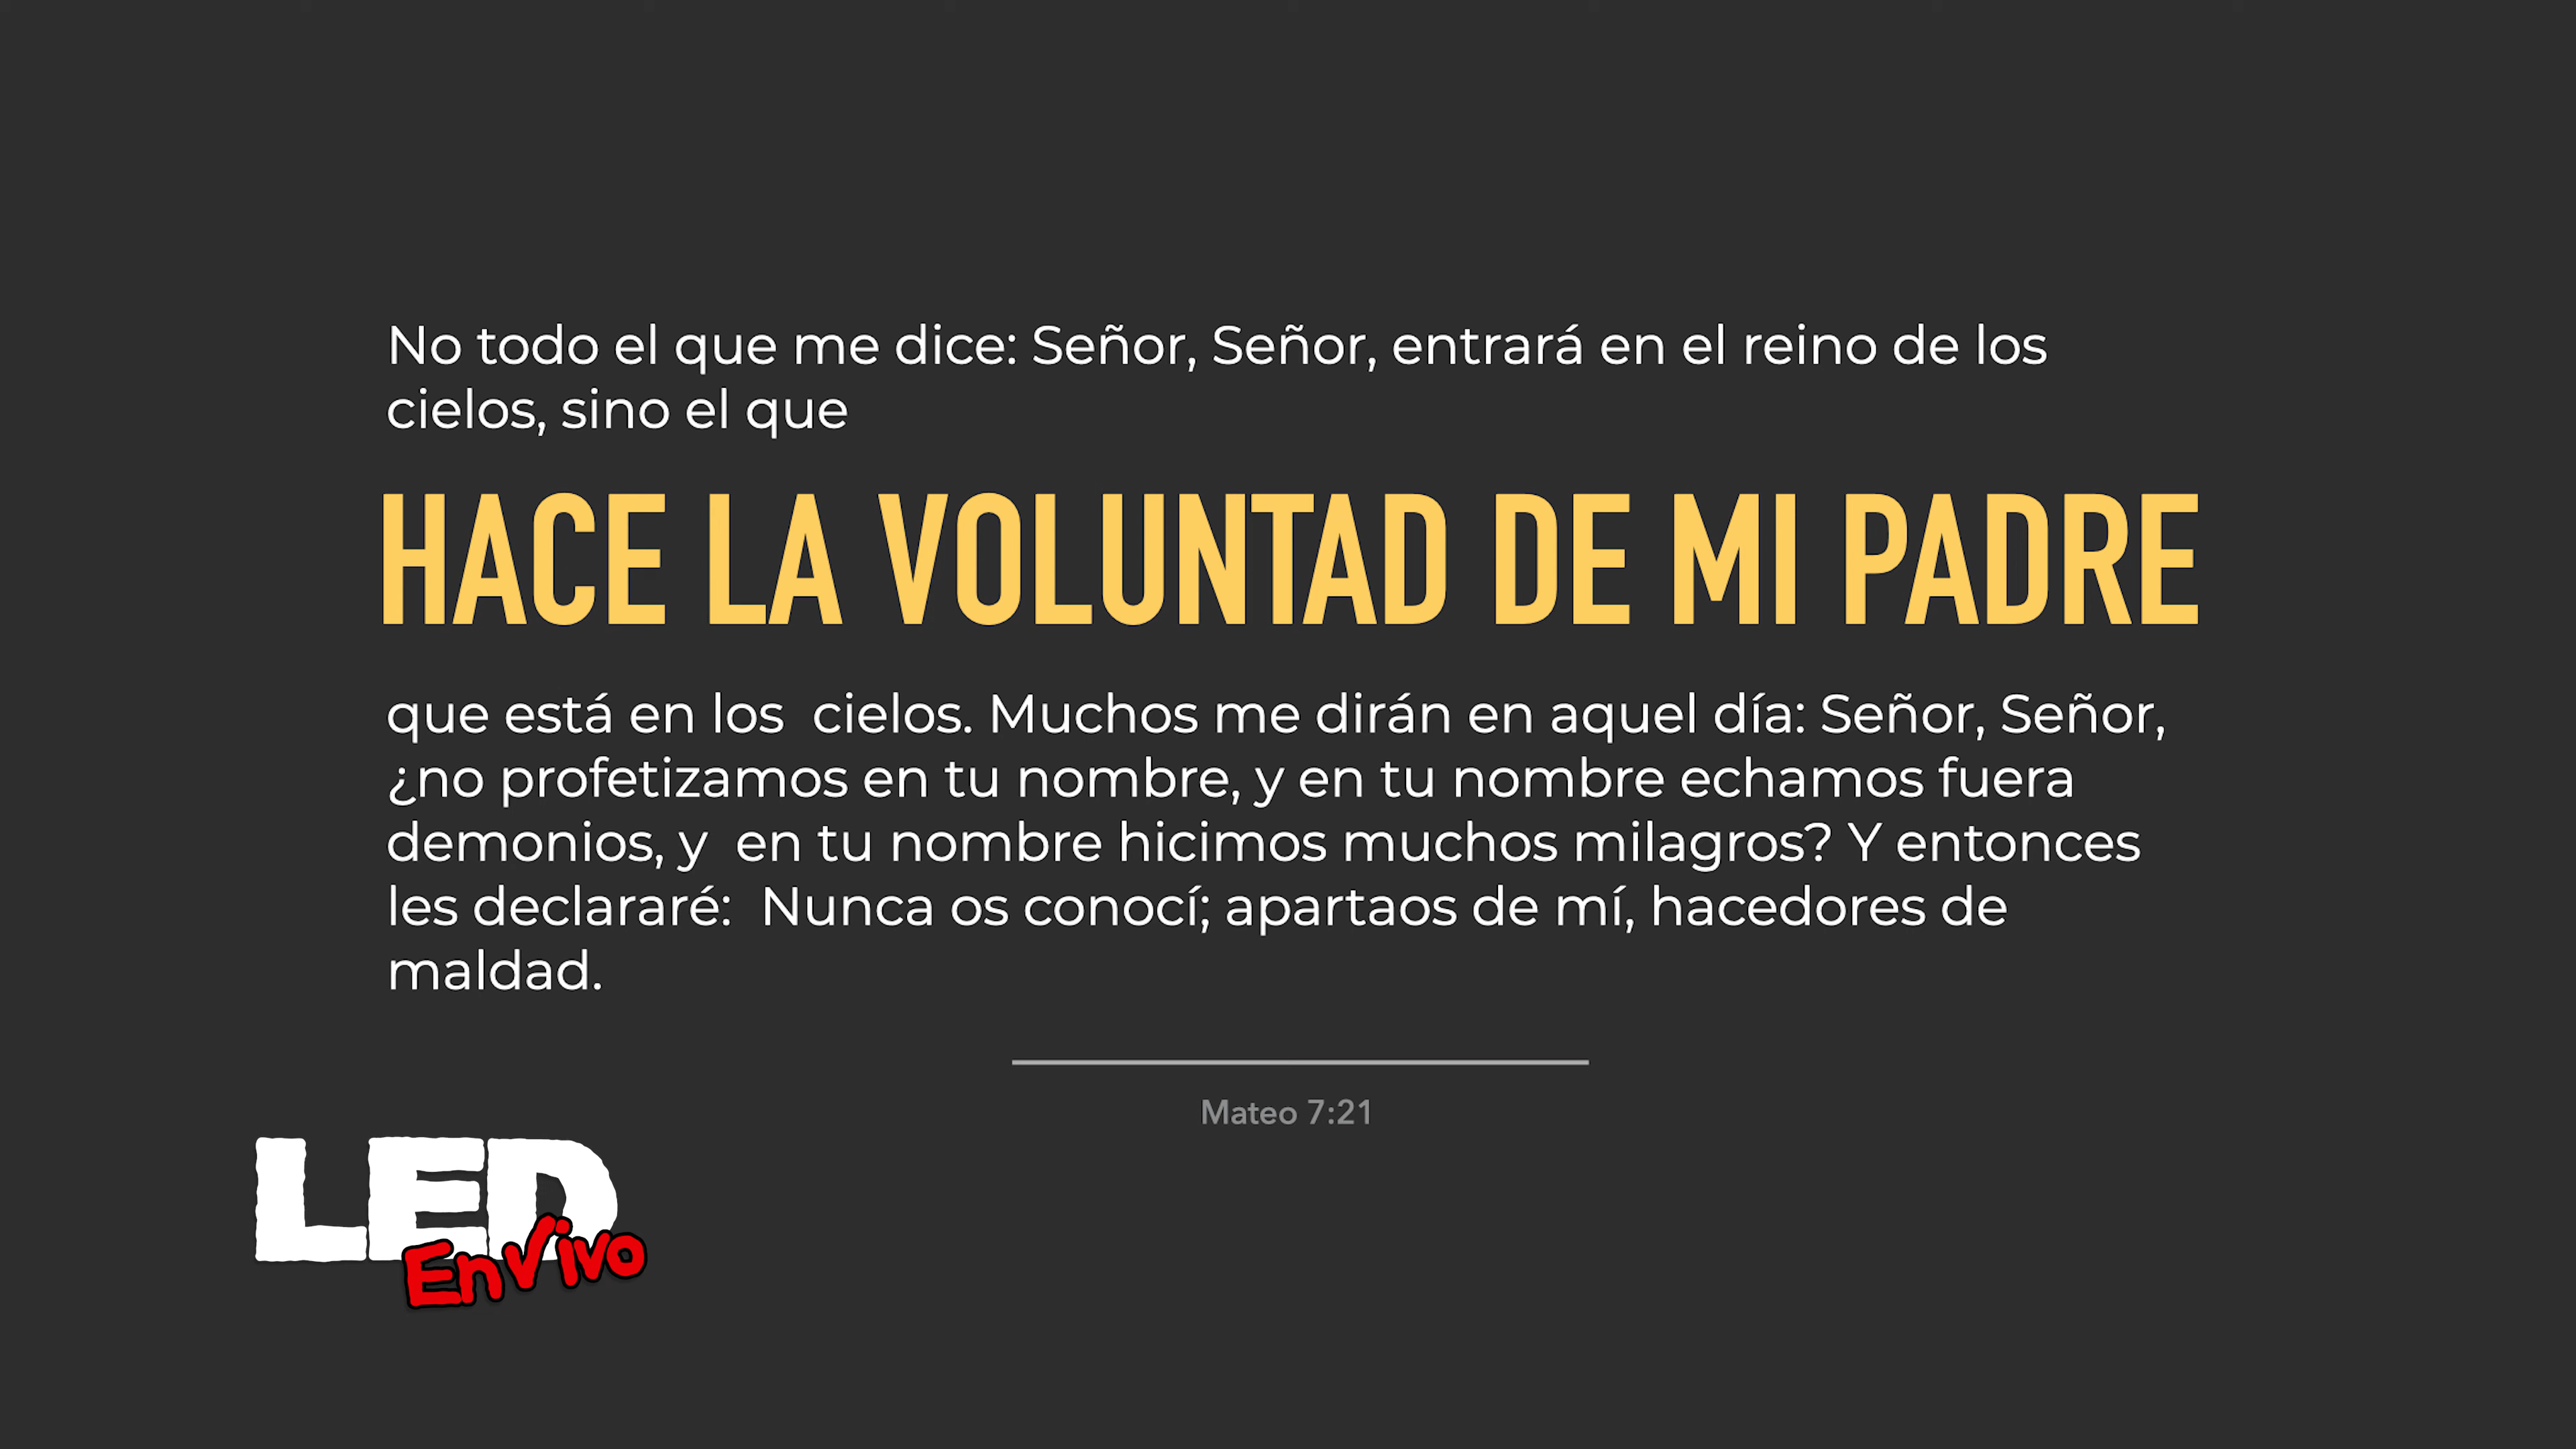 No todo el que me dice: Señor, Señor, entrará en el reino de los
cielos, sino el que
HACE LA VOLUNTAD DE MI PADRE
que está en los  cielos. Muchos me dirán en aquel día: Señor, Señor,
¿no profetizamos en tu nombre, y en tu nombre echamos fuera
demonios, y  en tu nombre hicimos muchos milagros? Y entonces
les declararé:  Nunca os conocí; apartaos de mí, hacedores de
maldad.
Mateo 7:21
LED
En Vivo